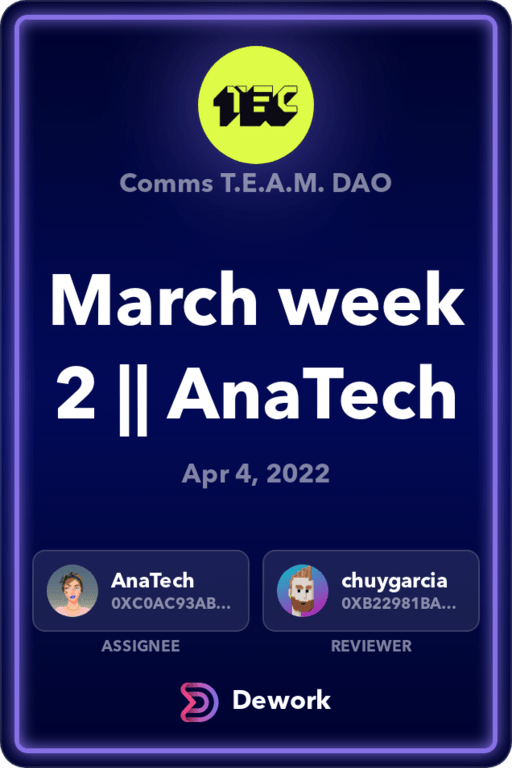 TEC
Comms T.E.A.M. DAO
March week
2 || AnaTech
Apr 4, 2022
AnaTech
0XC0AC93AB...
chuygarcia
0XB22981BA...
ASSIGNEE
REVIEWER
Dework